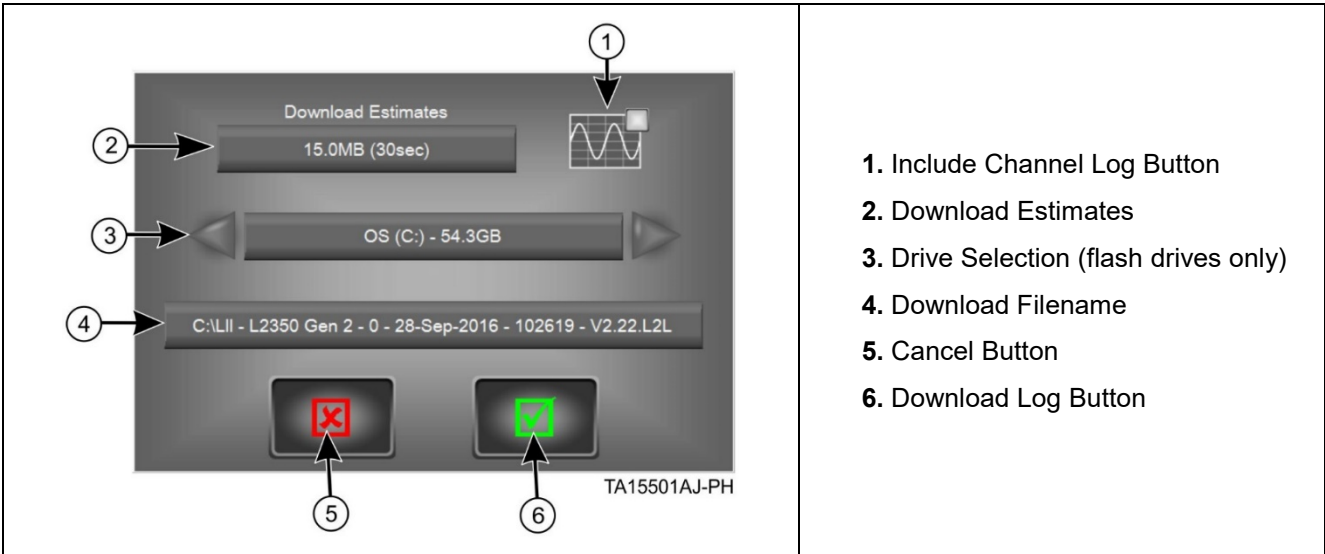 1
Download Estimates
2
15.0MB (30sec)
3
OS (C:) - 54.3GB
4
C:\LII - L2350 Gen 2 - 0 - 28-Sep-2016 - 102619 - V2.22.L2L
TA15501AJ-PH
5
6
1. Include Channel Log Button
2. Download Estimates
3. Drive Selection (flash drives only)
4. Download Filename
5. Cancel Button
6. Download Log Button